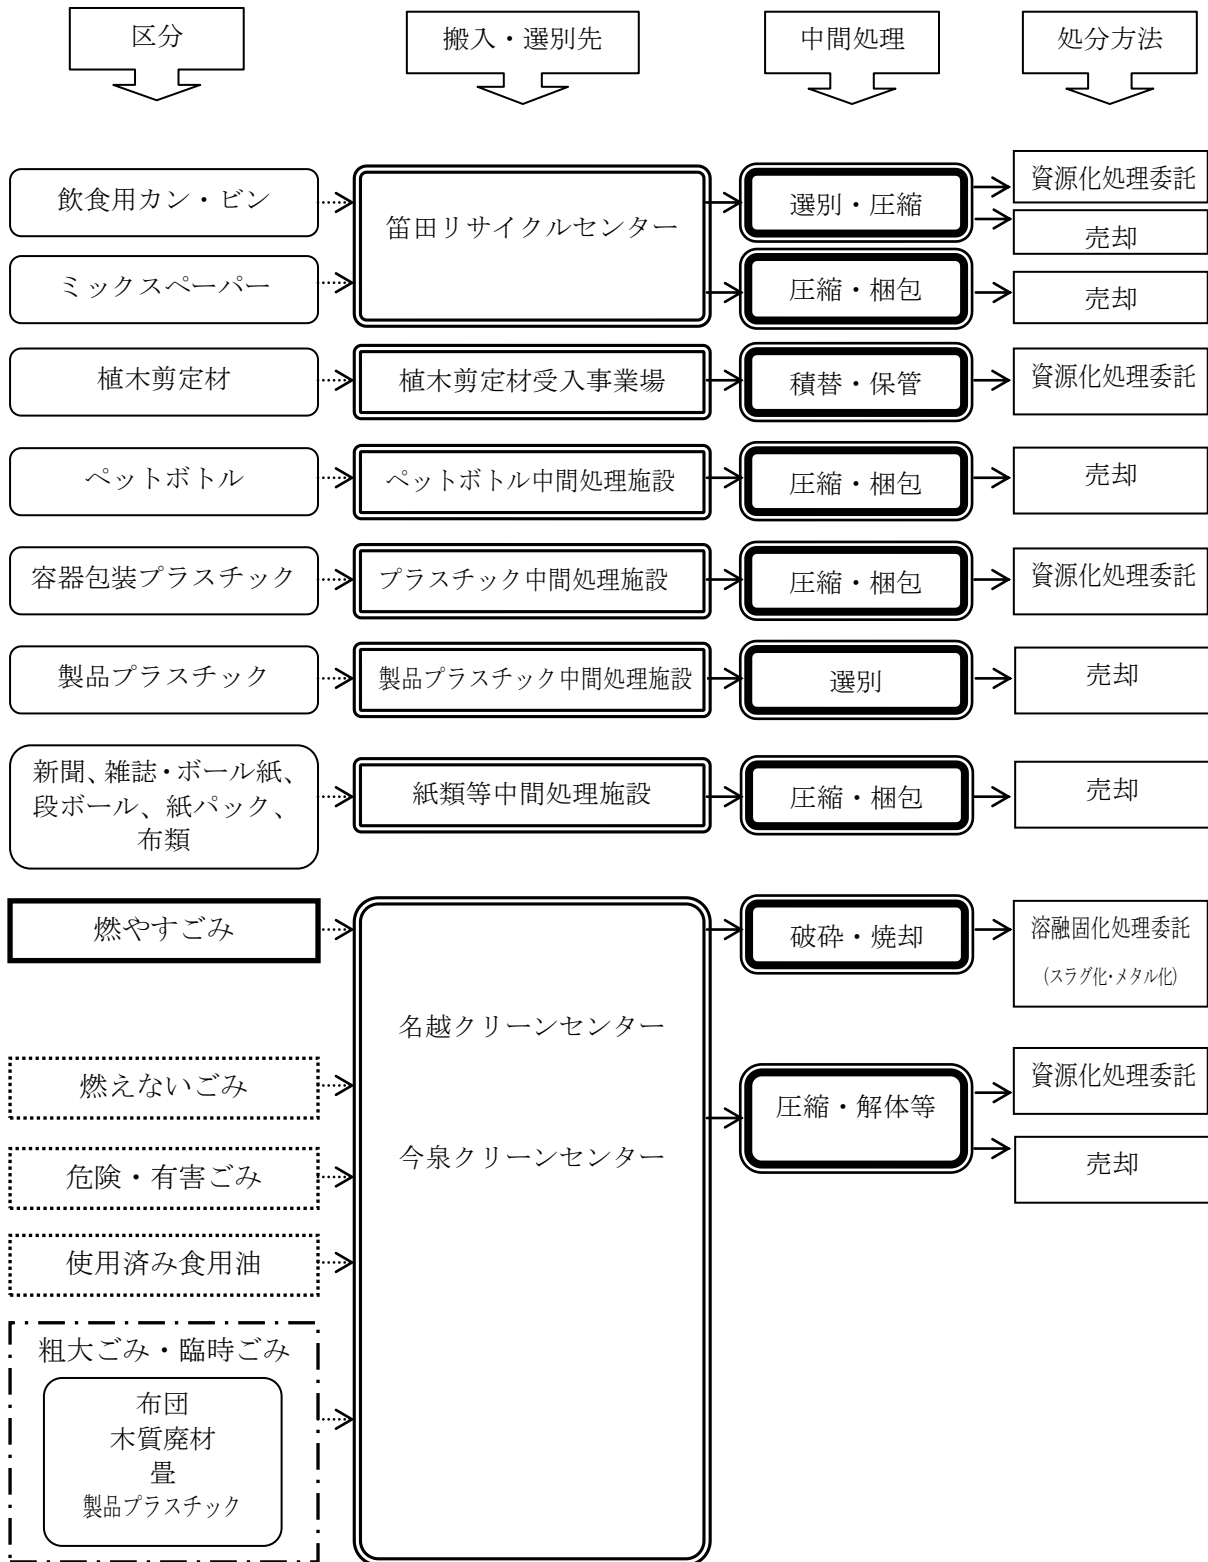 区分
搬入・選別先
中間処理
処分方法
飲食用カン・ビン
笛田リサイクルセンター
選別・圧縮
資源化処理委託
売却
ミックスペーパー
圧縮・梱包
売却
植木剪定材
植木剪定材受入事業場
積替・保管
資源化処理委託
ペットボトル
ペットボトル中間処理施設
圧縮・梱包
売却
容器包装プラスチック
プラスチック中間処理施設
圧縮・梱包
資源化処理委託
製品プラスチック
製品プラスチック中間処理施設
選別
売却
新聞、雑誌・ボール紙、
段ボール、紙パック、
布類
紙類等中間処理施設
圧縮・梱包
売却
燃やすごみ
名越クリーンセンター
今泉クリーンセンター
破砕・焼却
溶融固化処理委託
(スラグ化・メタル化)
燃えないごみ
圧縮・解体等
資源化処理委託
売却
危険・有害ごみ
使用済み食用油
粗大ごみ・臨時ごみ
布団
木質廃材
畳
製品プラスチック